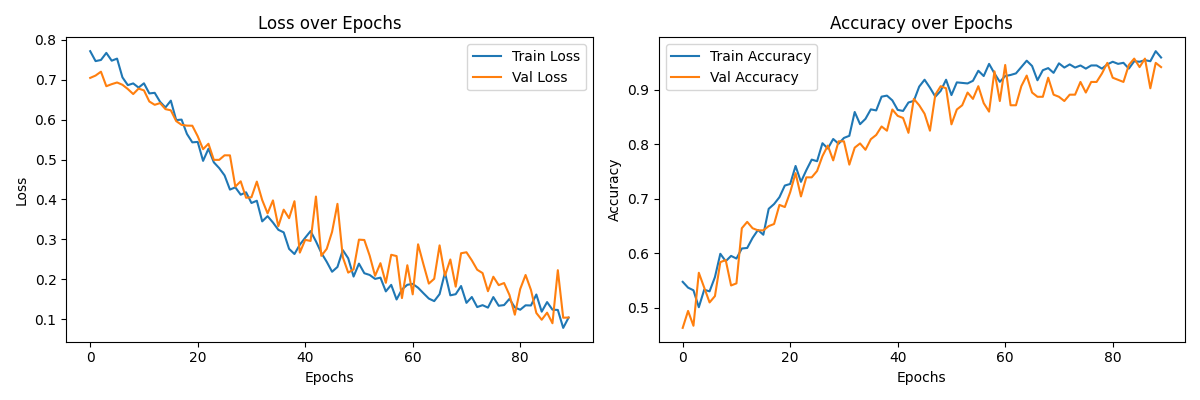 Loss over Epochs
Train Loss
Val Loss
0.8
0.7
0.6
0.5
0.4
0.3
0.2
0.1
Loss
0
20
40
60
80
Epochs
Accuracy over Epochs
Train Accuracy
Val Accuracy
0.9
0.8
0.7
0.6
0.5
Accuracy
0
20
40
60
80
Epochs